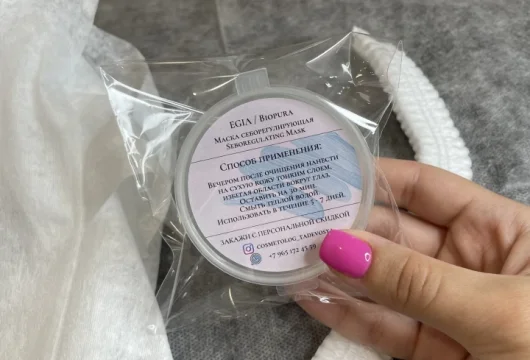 EGIA / BIOPURA
МАСКА СЕБОРЕГУЛИРУЮЩАЯ
SEBOREGULATING MASK
СПОСОБ ПРИМЕНЕНИЯ:
ВЕЧЕРОМ ПОСЛЕ ОЧИЩЕНИЯ НАНЕСТИ
НА СУХУЮ КОЖУ ТОНКИМ СЛОЕМ,
ИЗБЕГАЯ ОБЛАСТИ ВОКРУГ ГЛАЗ.
ОСТАВИТЬ НА 20 МИН.
СМЫТЬ ТЕПЛОЙ ВОДОЙ.
ИСПОЛЬЗОВАТЬ В ТЕЧЕНИЕ 5 - 7 ДНЕЙ.
ЗАКАЖИ С ПЕРСОНАЛЬНОЙ СКИДКОЙ
+7 965 172 45 39